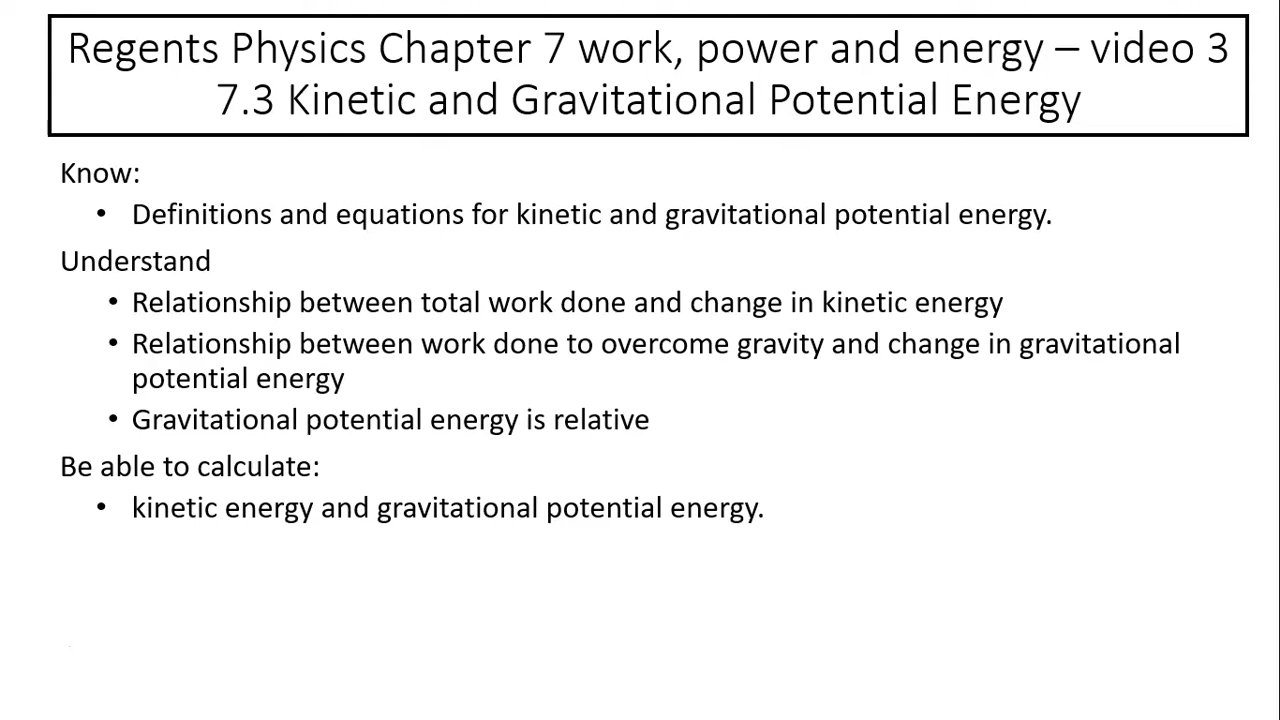 Regents Physics Chapter 7 work, power and energy – video 3
7.3 Kinetic and Gravitational Potential Energy
Know:
• Definitions and equations for kinetic and gravitational potential energy.
Understand
• Relationship between total work done and change in kinetic energy
• Relationship between work done to overcome gravity and change in gravitational
potential energy
• Gravitational potential energy is relative
Be able to calculate:
• kinetic energy and gravitational potential energy.